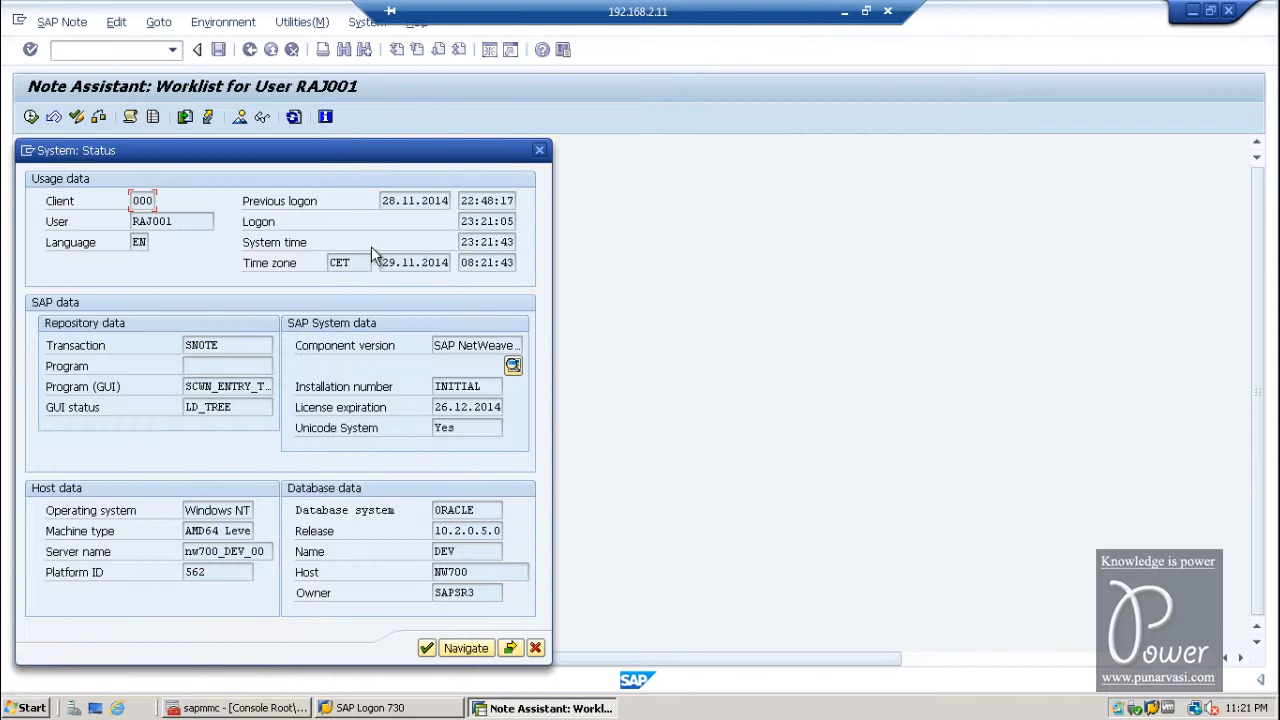 192.168.2.11
SAP Note Edit Goto Environment Utilities(M) System Help
Note Assistant: Worklist for User RAJ001
System: Status
Usage data
Client 000 Previous logon 28.11.2014 22:48:17
User RAJ001 Logon 23:21:05
Language EN System time 23:21:43
Time zone CET 29.11.2014 08:21:43
SAP data
Repository data
Transaction SNOTE
Program
Program (GUI) SCWN_ENTRY_T..
GUI status LD_TREE
SAP System data
Component version SAP NetWeave..
Installation number INITIAL
License expiration 26.12.2014
Unicode System Yes
Host data
Operating system Windows NT
Machine type AMD64 Leve
Server name nw700_DEV_00
Platform ID 562
Database data
Database system ORACLE
Release 10.2.0.5.0
Name DEV
Host NW700
Owner SAPSR3
Navigate
Knowledge is power
Power
www.punarvasi.com
SAP
Start sapmmc - [Console Root\... SAP Logon 730 Note Assistant: Workl... 11:21 PM